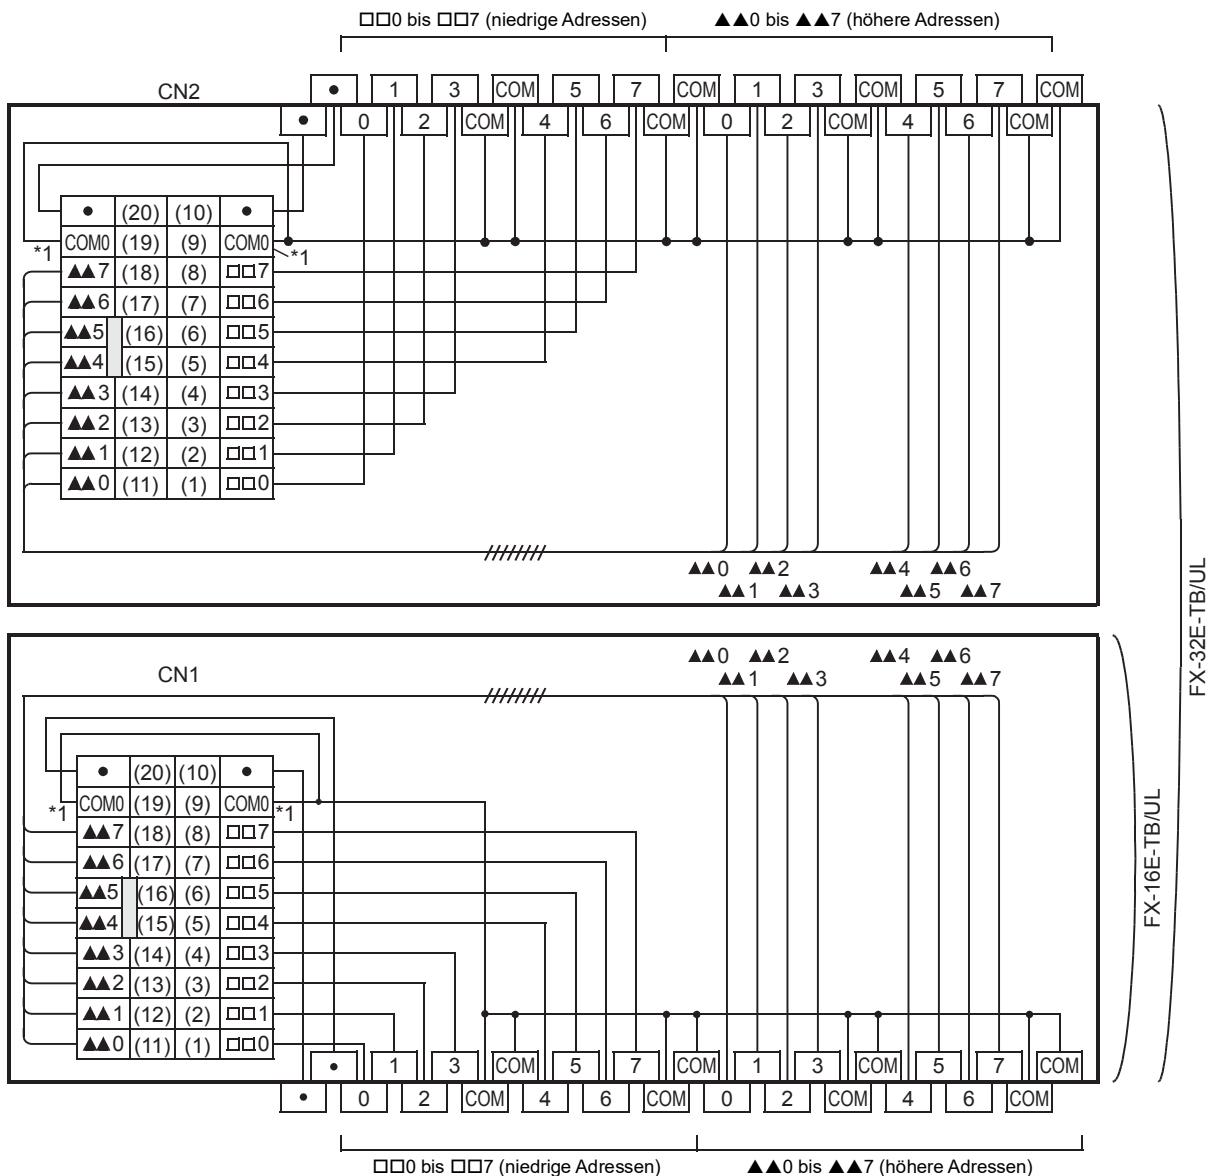 □□0 bis □□7 (niedrige Adressen) ▲▲0 bis ▲▲7 (höhere Adressen)
CN2
● 1 3 COM 5 7 COM 1 3 COM 5 7 COM
● 0 2 COM 4 6 COM 0 2 COM 4 6 COM
● (20) (10) ●
*1 COM0 (19) (9) COM0 *1
▲▲7 (18) (8) □□7
▲▲6 (17) (7) □□6
▲▲5 (16) (6) □□5
▲▲4 (15) (5) □□4
▲▲3 (14) (4) □□3
▲▲2 (13) (3) □□2
▲▲1 (12) (2) □□1
▲▲0 (11) (1) □□0
▲▲0 ▲▲2 ▲▲4 ▲▲6
▲▲1 ▲▲3 ▲▲5 ▲▲7
FX-32E-TB/UL
CN1
▲▲0 ▲▲2 ▲▲4 ▲▲6
▲▲1 ▲▲3 ▲▲5 ▲▲7
● (20) (10) ●
*1 COM0 (19) (9) COM0 *1
▲▲7 (18) (8) □□7
▲▲6 (17) (7) □□6
▲▲5 (16) (6) □□5
▲▲4 (15) (5) □□4
▲▲3 (14) (4) □□3
▲▲2 (13) (3) □□2
▲▲1 (12) (2) □□1
▲▲0 (11) (1) □□0
FX-16E-TB/UL
● 1 3 COM 5 7 COM 1 3 COM 5 7 COM
● 0 2 COM 4 6 COM 0 2 COM 4 6 COM
□□0 bis □□7 (niedrige Adressen) ▲▲0 bis ▲▲7 (höhere Adressen)